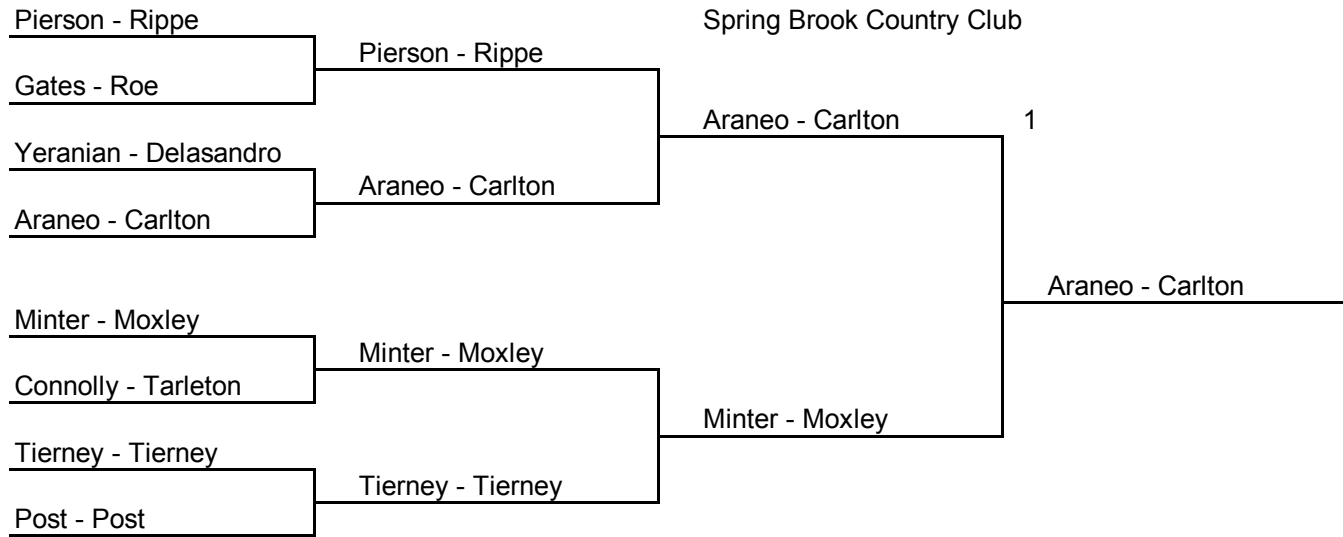 Pierson - Rippe
Spring Brook Country Club
Pierson - Rippe
Gates - Roe
Araneo - Carlton 1
Yeranian - Delasandro
Araneo - Carlton
Araneo - Carlton
Araneo - Carlton
Minter - Moxley
Minter - Moxley
Connolly - Tarleton
Minter - Moxley
Tierney - Tierney
Tierney - Tierney
Post - Post